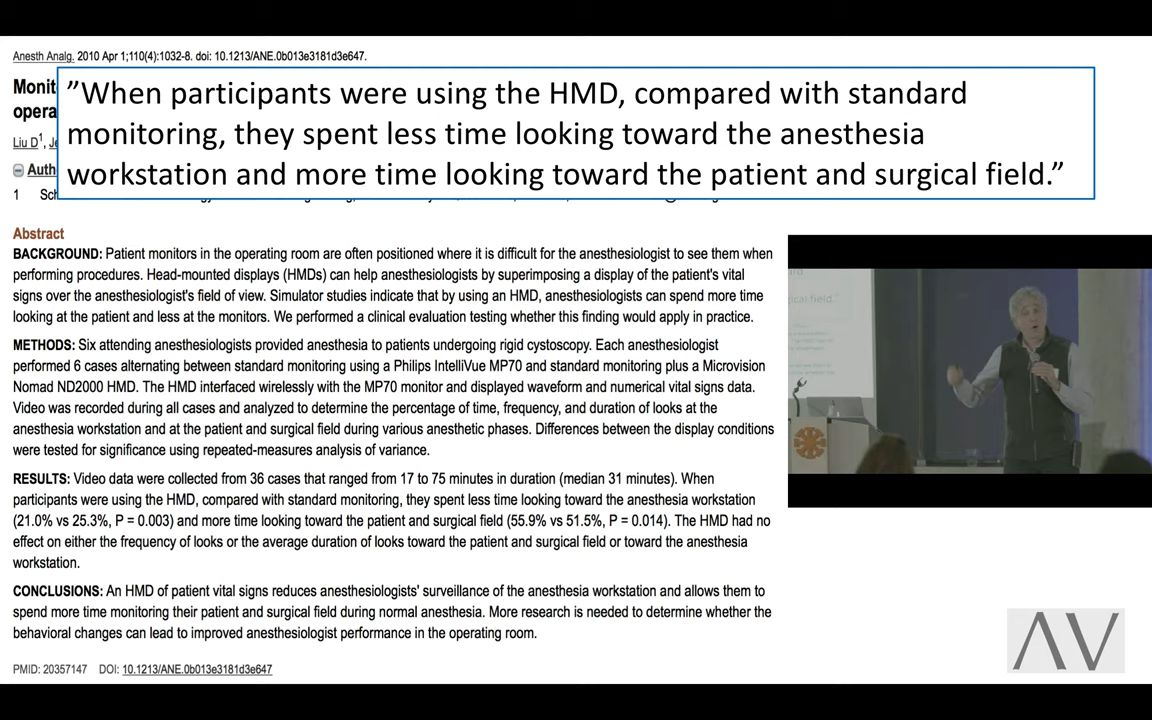 Anesth Analg. 2010 Apr 1;110(4):1032-8. doi: 10.1213/ANE.0b013e3181d3e647.
”When participants were using the HMD, compared with standard
monitoring, they spent less time looking toward the anesthesia
workstation and more time looking toward the patient and surgical field.”
Liu D1,
1
Abstract
BACKGROUND: Patient monitors in the operating room are often positioned where it is difficult for the anesthesiologist to see them when
performing procedures. Head-mounted displays (HMDs) can help anesthesiologists by superimposing a display of the patient's vital
signs over the anesthesiologist's field of view. Simulator studies indicate that by using an HMD, anesthesiologists can spend more time
looking at the patient and less at the monitors. We performed a clinical evaluation testing whether this finding would apply in practice.
METHODS: Six attending anesthesiologists provided anesthesia to patients undergoing rigid cystoscopy. Each anesthesiologist
performed 6 cases alternating between standard monitoring using a Philips IntelliVue MP70 and standard monitoring plus a Microvision
Nomad ND2000 HMD. The HMD interfaced wirelessly with the MP70 monitor and displayed waveform and numerical vital signs data.
Video was recorded during all cases and analyzed to determine the percentage of time, frequency, and duration of looks at the
anesthesia workstation and at the patient and surgical field during various anesthetic phases. Differences between the display conditions
were tested for significance using repeated-measures analysis of variance.
RESULTS: Video data were collected from 36 cases that ranged from 17 to 75 minutes in duration (median 31 minutes). When
participants were using the HMD, compared with standard monitoring, they spent less time looking toward the anesthesia workstation
(21.0% vs 25.3%, P = 0.003) and more time looking toward the patient and surgical field (55.9% vs 51.5%, P = 0.014). The HMD had no
effect on either the frequency of looks or the average duration of looks toward the patient and surgical field or toward the anesthesia
workstation.
CONCLUSIONS: An HMD of patient vital signs reduces anesthesiologists' surveillance of the anesthesia workstation and allows them to
spend more time monitoring their patient and surgical field during normal anesthesia. More research is needed to determine whether the
behavioral changes can lead to improved anesthesiologist performance in the operating room.
PMID: 20357147 DOI: 10.1213/ANE.0b013e3181d3e647
AV